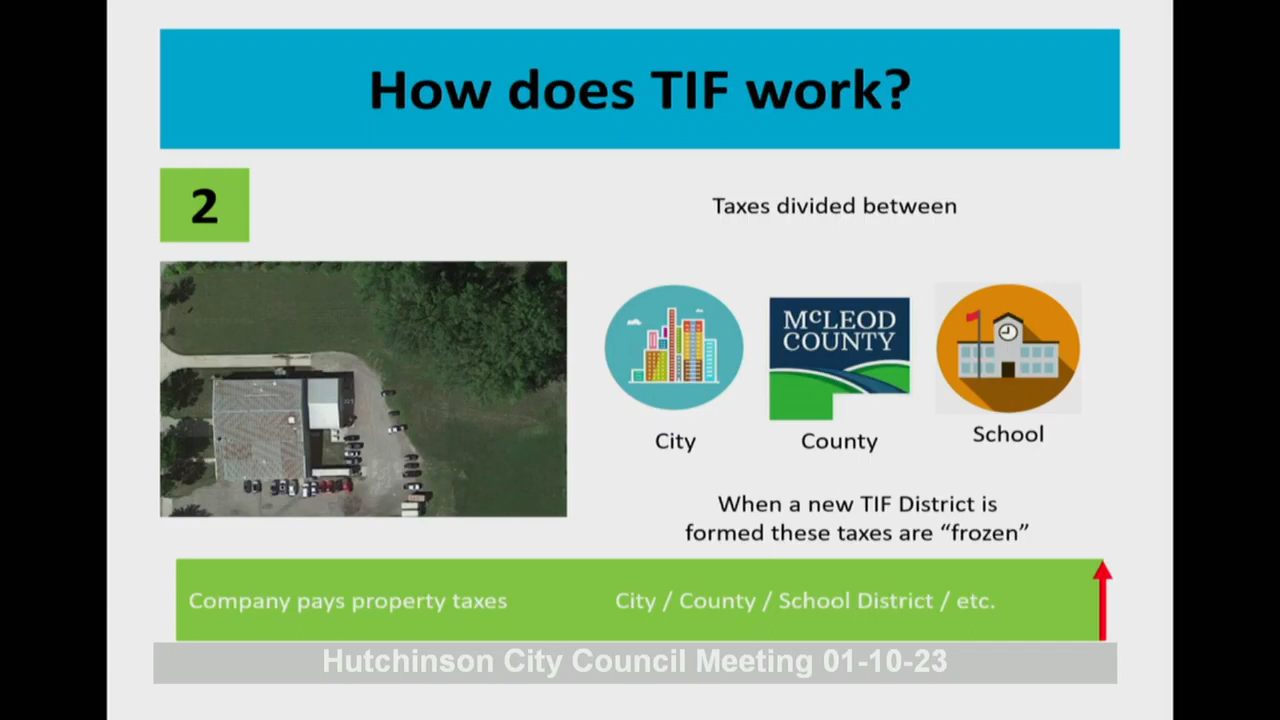 How does TIF work?
2
Taxes divided between
McLEOD
COUNTY
City
County
School
When a new TIF District is
formed these taxes are “frozen”
Company pays property taxes
City / County / School District / etc.
Hutchinson City Council Meeting 01-10-23